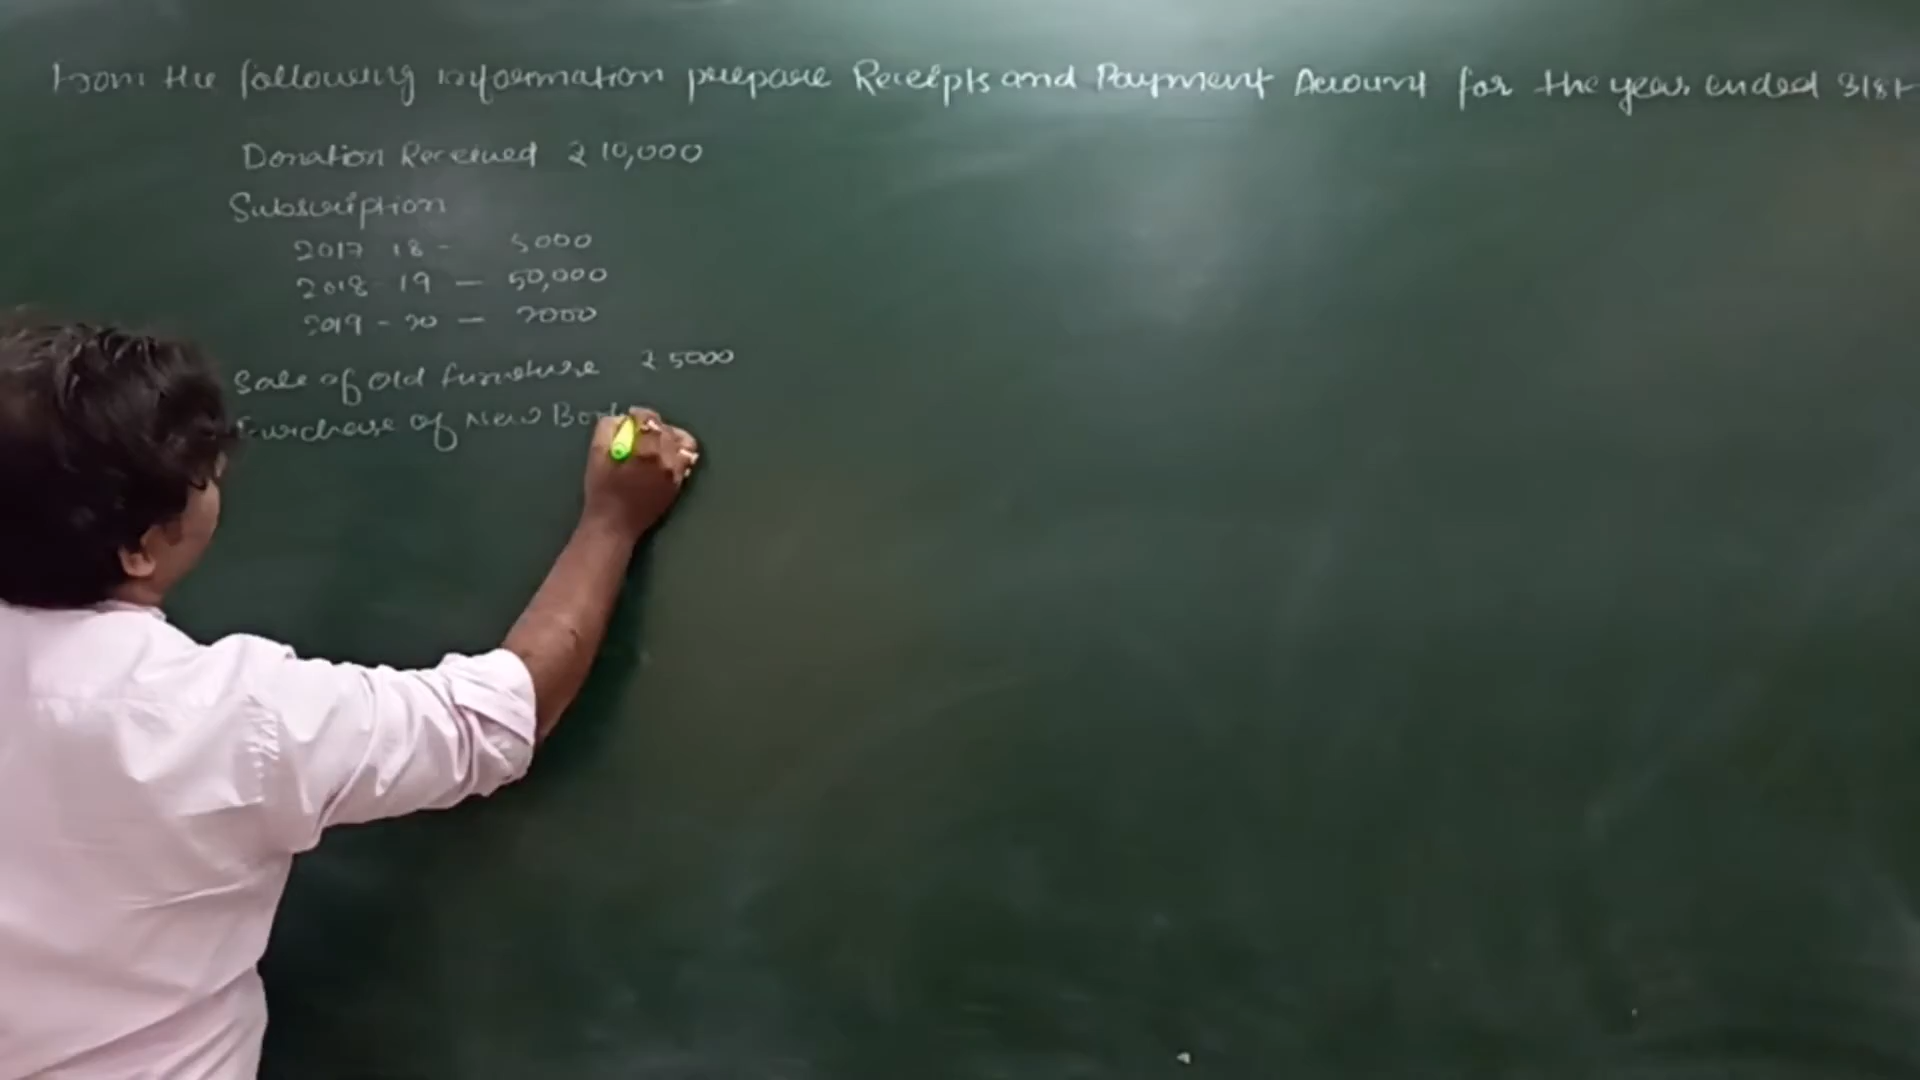 From the following information prepare Receipts and Payment Account for the year ended 31st
Donation Received ₹ 10,000
Subscription
2017-18 - 5000
2018-19 — 50,000
2019-20 — 2000
Sale of Old furniture ₹ 5000
Purchase of New